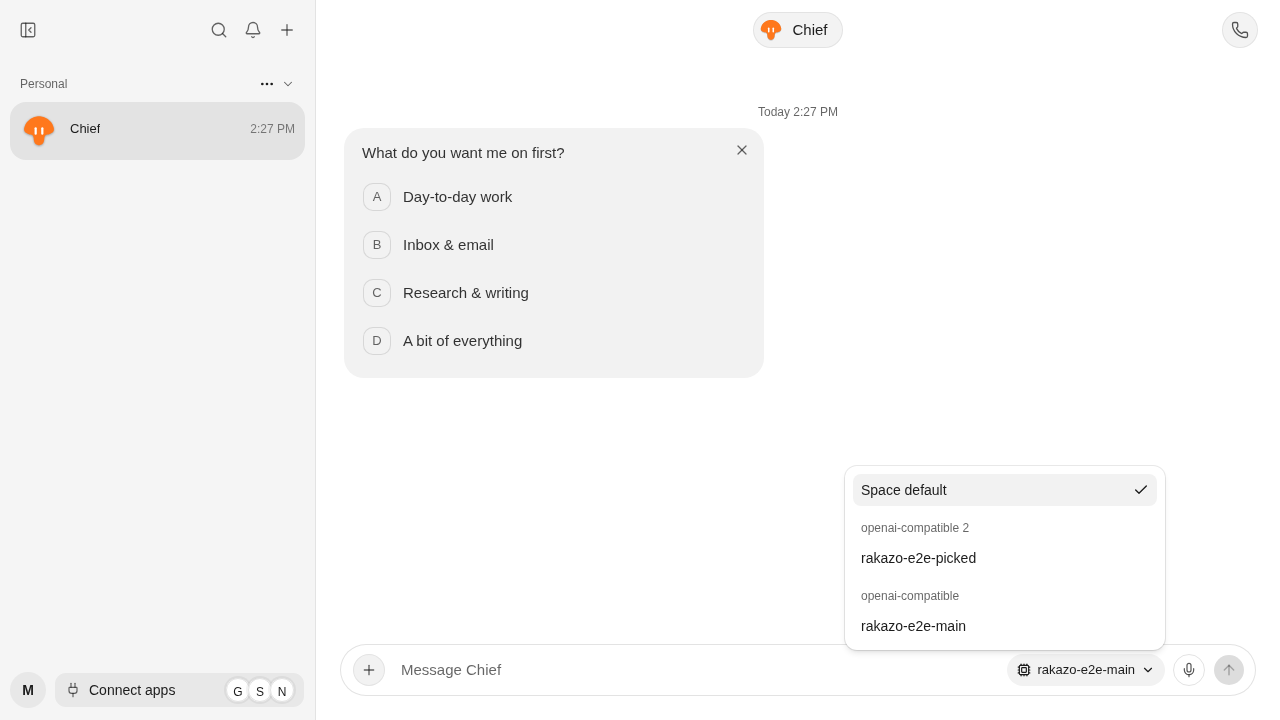 Chief
Personal
Chief
2:27 PM
Today 2:27 PM
What do you want me on first?
A Day-to-day work
B Inbox & email
C Research & writing
D A bit of everything
Space default
openai-compatible 2
rakazo-e2e-picked
openai-compatible
rakazo-e2e-main
Message Chief
rakazo-e2e-main
M
Connect apps
G S N